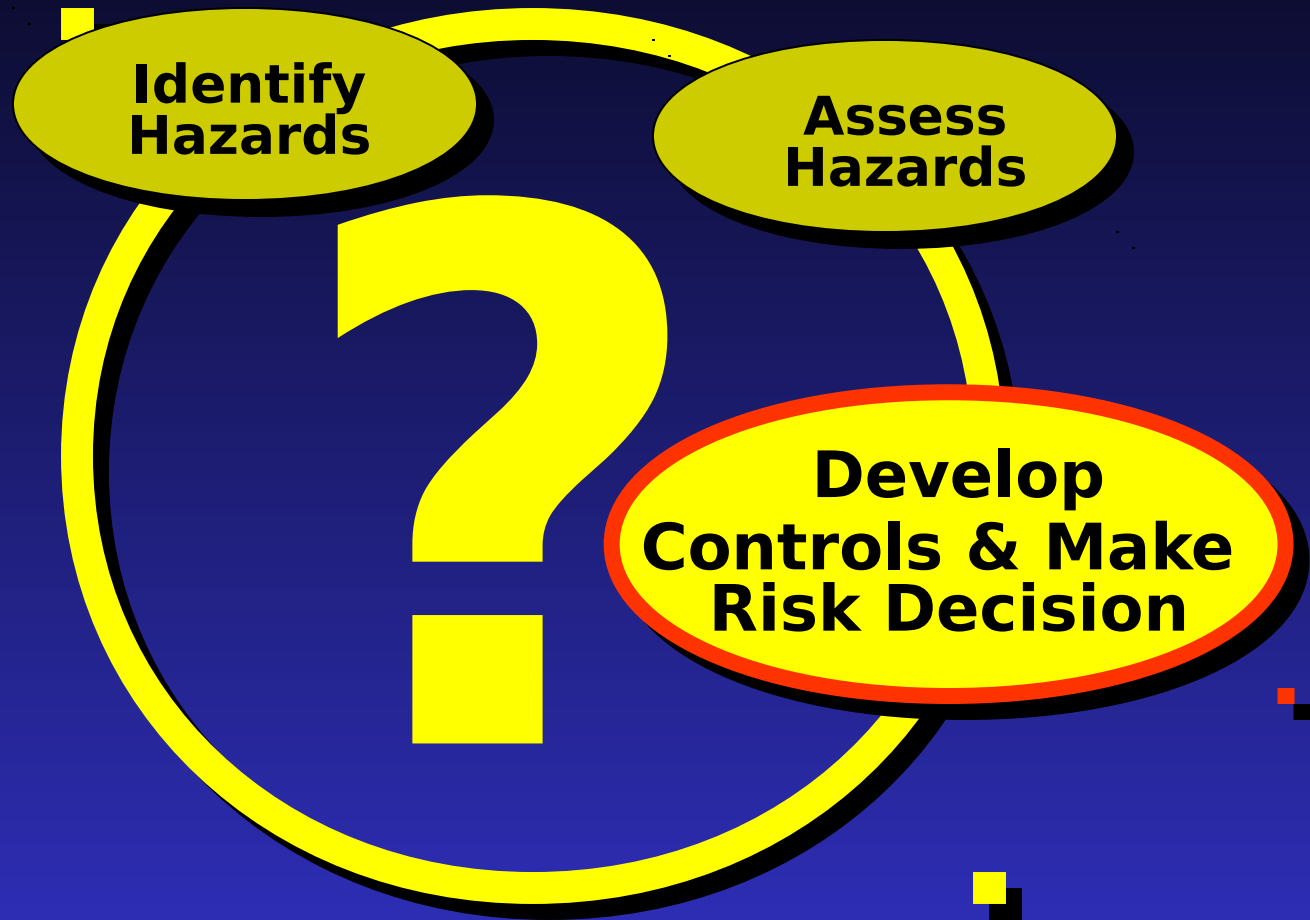 Identify
Hazards
Assess
Hazards
?
Develop
Controls & Make
Risk Decision